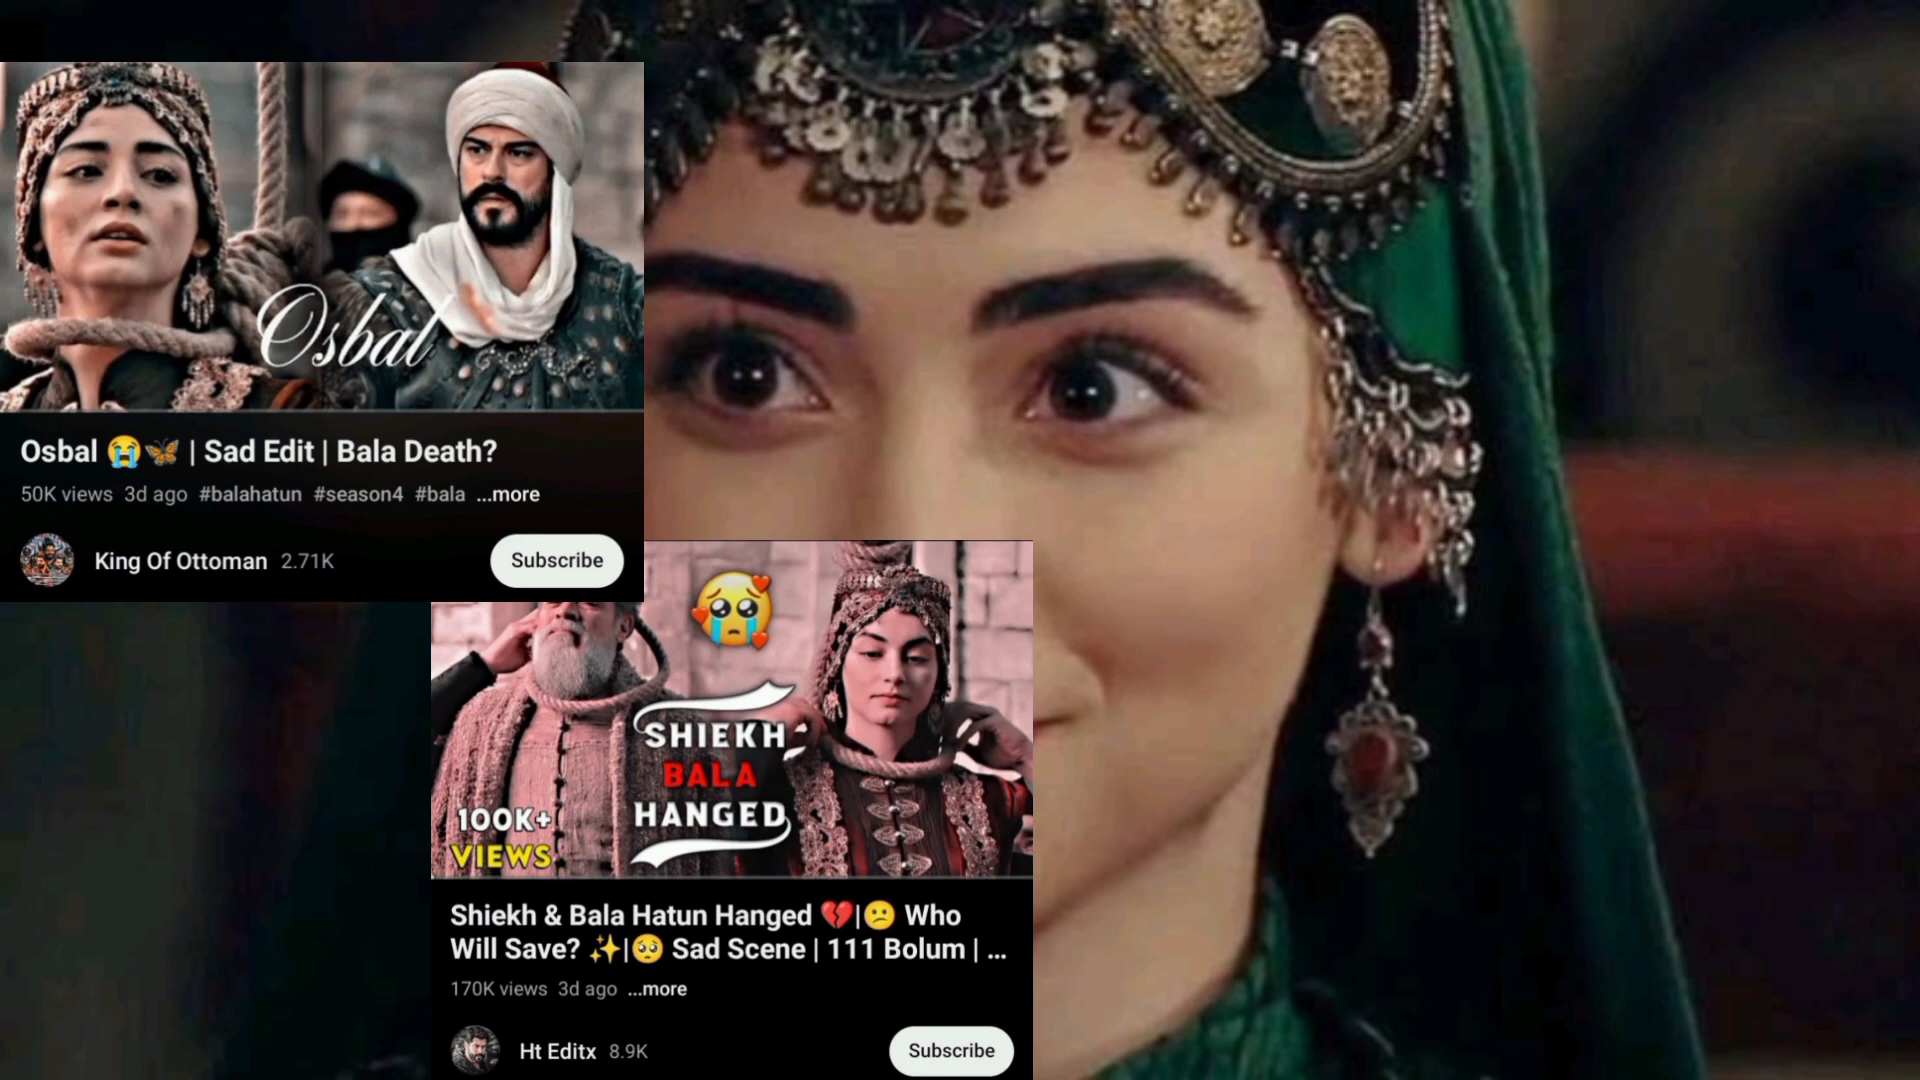 Osbal
Osbal 😭🦋 | Sad Edit | Bala Death?
50K views 3d ago #balahatun #season4 #bala ...more
King Of Ottoman 2.71K
Subscribe
SHIEKH
BALA
HANGED
100K+
VIEWS
Shiekh & Bala Hatun Hanged 💔|😕 Who
Will Save? ✨|🥺 Sad Scene | 111 Bolum | ...
170K views 3d ago ...more
Ht Editx 8.9K
Subscribe